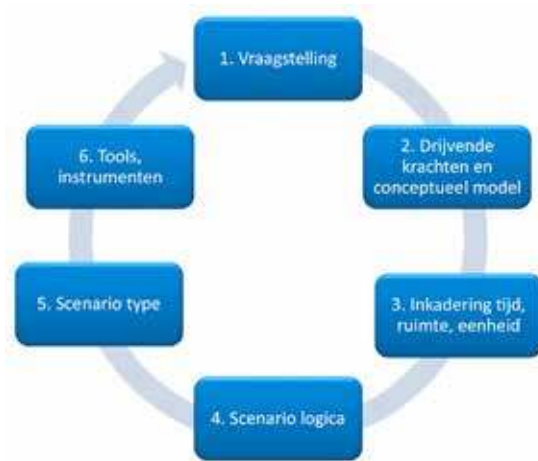 1. Vraagstelling
2. Drijvende
krachten en
conceptueel model
3. Inkadering tijd,
ruimte, eenheid
4. Scenario logica
5. Scenario type
6. Tools,
instrumenten